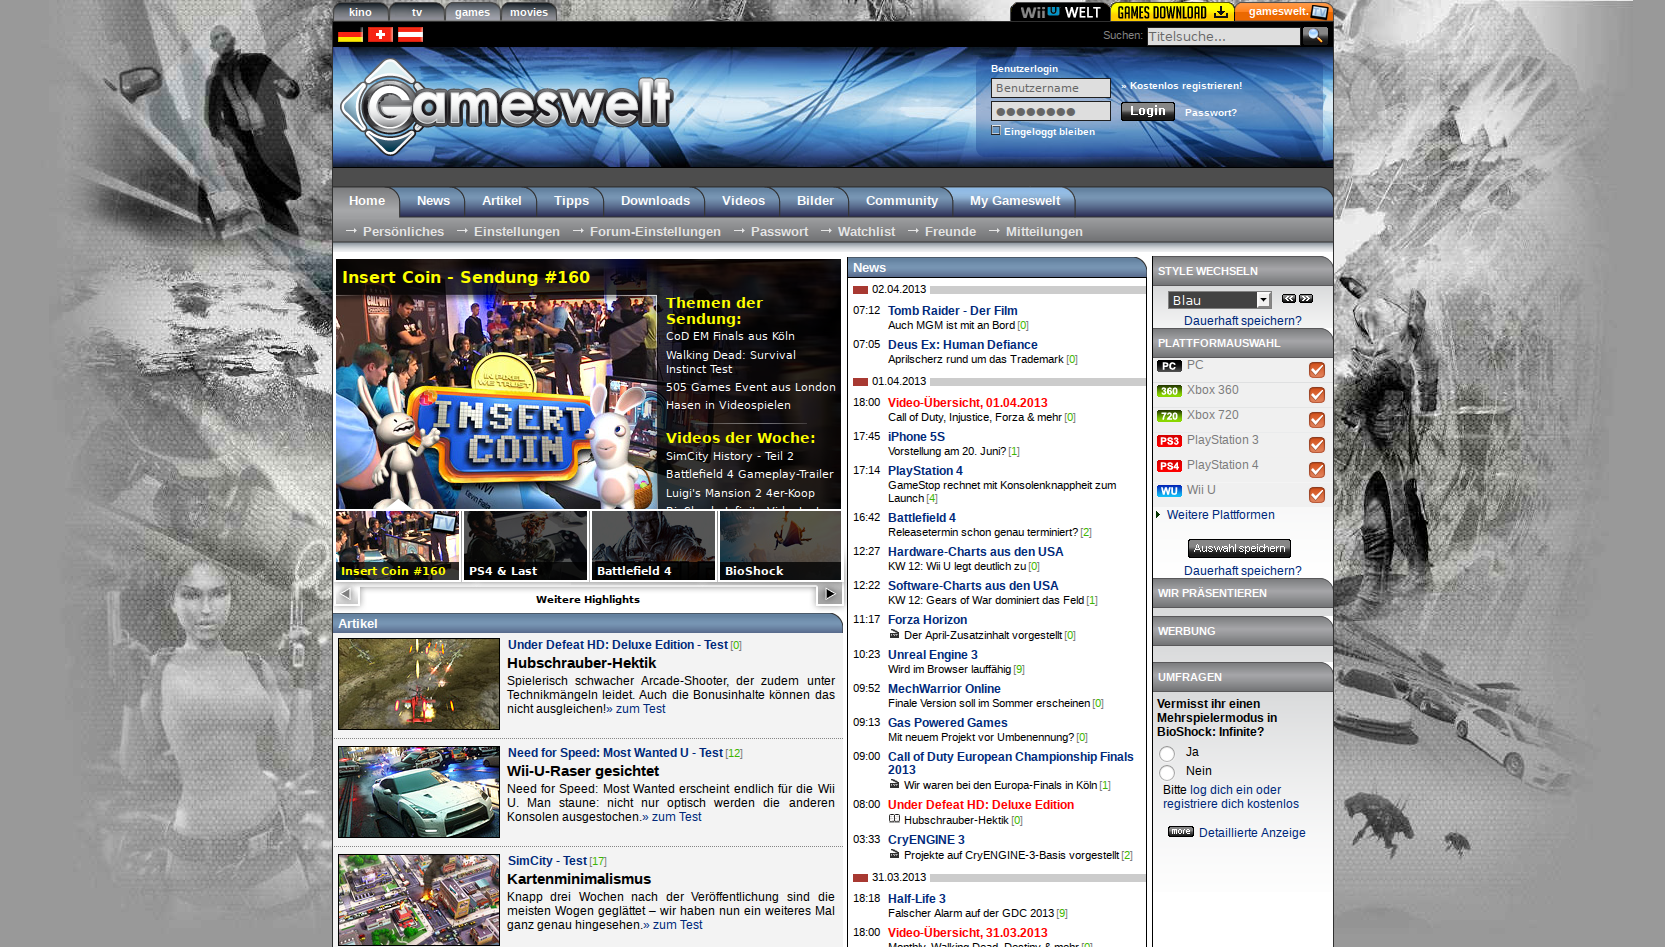 kino
tv
games
movies
WiiU WELT
GAMES DOWNLOAD
gameswelt.
TV
Suchen:
Titelsuche...
Gameswelt
Benutzerlogin
Benutzername
» Kostenlos registrieren!
●●●●●●●●
Login
Passwort?
Eingeloggt bleiben
Home
News
Artikel
Tipps
Downloads
Videos
Bilder
Community
My Gameswelt
→ Persönliches
→ Einstellungen
→ Forum-Einstellungen
→ Passwort
→ Watchlist
→ Freunde
→ Mitteilungen
Insert Coin - Sendung #160
IN PIXEL
WE TRUST
INSERT
COIN
Themen der
Sendung:
CoD EM Finals aus Köln
Walking Dead: Survival
Instinct Test
505 Games Event aus London
Hasen in Videospielen
Videos der Woche:
SimCity History - Teil 2
Battlefield 4 Gameplay-Trailer
Luigi's Mansion 2 4er-Koop
Insert Coin #160
PS4 & Last
Battlefield 4
BioShock
Weitere Highlights
Artikel
Under Defeat HD: Deluxe Edition - Test [0]
Hubschrauber-Hektik
Spielerisch schwacher Arcade-Shooter, der zudem unter
Technikmängeln leidet. Auch die Bonusinhalte können das
nicht ausgleichen!» zum Test
Need for Speed: Most Wanted U - Test [12]
Wii-U-Raser gesichtet
Need for Speed: Most Wanted erscheint endlich für die Wii
U. Man staune: nicht nur optisch werden die anderen
Konsolen ausgestochen.» zum Test
SimCity - Test [17]
Kartenminimalismus
Knapp drei Wochen nach der Veröffentlichung sind die
meisten Wogen geglättet – wir haben nun ein weiteres Mal
ganz genau hingesehen.» zum Test
News
02.04.2013
07:12 Tomb Raider - Der Film
Auch MGM ist mit an Bord [0]
07:05 Deus Ex: Human Defiance
Aprilscherz rund um das Trademark [0]
01.04.2013
18:00 Video-Übersicht, 01.04.2013
Call of Duty, Injustice, Forza & mehr [0]
17:45 iPhone 5S
Vorstellung am 20. Juni? [1]
17:14 PlayStation 4
GameStop rechnet mit Konsolenknappheit zum
Launch [4]
16:42 Battlefield 4
Releasetermin schon genau terminiert? [2]
12:27 Hardware-Charts aus den USA
KW 12: Wii U legt deutlich zu [0]
12:22 Software-Charts aus den USA
KW 12: Gears of War dominiert das Feld [1]
11:17 Forza Horizon
Der April-Zusatzinhalt vorgestellt [0]
10:23 Unreal Engine 3
Wird im Browser lauffähig [9]
09:52 MechWarrior Online
Finale Version soll im Sommer erscheinen [0]
09:13 Gas Powered Games
Mit neuem Projekt vor Umbenennung? [0]
09:00 Call of Duty European Championship Finals
2013
Wir waren bei den Europa-Finals in Köln [1]
08:00 Under Defeat HD: Deluxe Edition
Hubschrauber-Hektik [0]
03:33 CryENGINE 3
Projekte auf CryENGINE-3-Basis vorgestellt [2]
31.03.2013
18:18 Half-Life 3
Falscher Alarm auf der GDC 2013 [9]
18:00 Video-Übersicht, 31.03.2013
Monthly, Walking Dead, Destiny & mehr [0]
STYLE WECHSELN
Blau
Dauerhaft speichern?
PLATTFORMAUSWAHL
PC PC
360 Xbox 360
720 Xbox 720
PS3 PlayStation 3
PS4 PlayStation 4
WU Wii U
Weitere Plattformen
Auswahl speichern
Dauerhaft speichern?
WIR PRÄSENTIEREN
WERBUNG
UMFRAGEN
Vermisst ihr einen
Mehrspielermodus in
BioShock: Infinite?
Ja
Nein
Bitte log dich ein oder
registriere dich kostenlos
more Detaillierte Anzeige